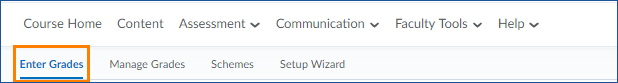 Course Home Content Assessment Communication Faculty Tools Help
Enter Grades Manage Grades Schemes Setup Wizard